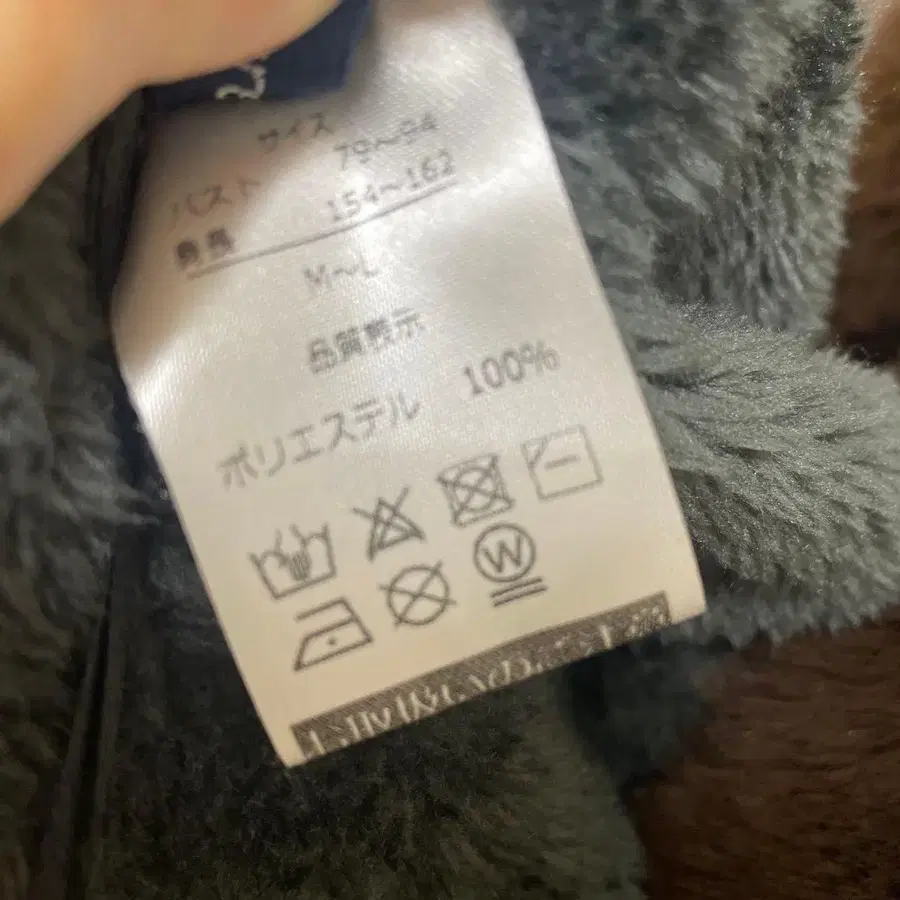 サイズ
バスト 79〜94
身長 154〜162
M〜L
品質表示
ポリエステル 100%
W